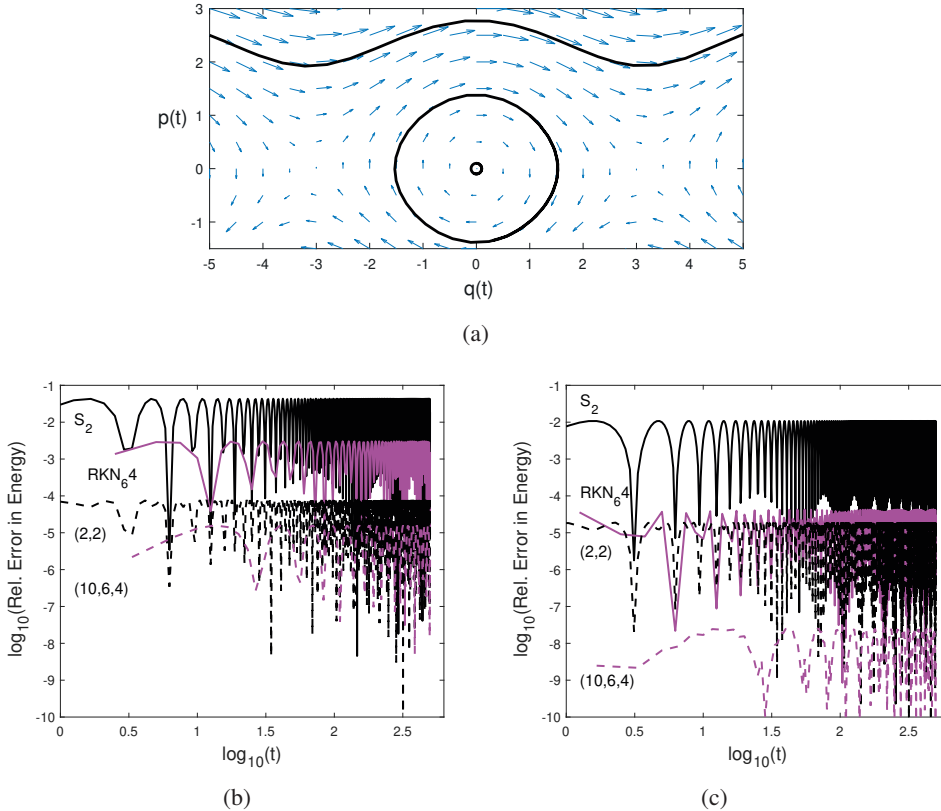 3
2
p(t)
1
0
-1
-5 -4 -3 -2 -1 0 1 2 3 4 5
q(t)
(a)
-1
-2
-3
-4
-5
-6
-7
-8
-9
-10
log10(Rel. Error in Energy)
S2
RKN64
(2,2)
(10,6,4)
0 0.5 1 1.5 2 2.5
log10(t)
(b)
-1
-2
-3
-4
-5
-6
-7
-8
-9
-10
log10(Rel. Error in Energy)
S2
RKN64
(2,2)
(10,6,4)
0 0.5 1 1.5 2 2.5
log10(t)
(c)